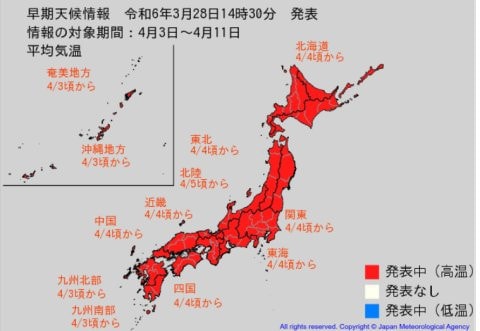 早期天候情報　令和6年3月28日14時30分　発表
情報の対象期間：4月3日～4月11日
平均気温
北海道
4/4頃から
奄美地方
4/3頃から
沖縄地方
4/3頃から
東北
4/4頃から
北陸
4/5頃から
近畿
4/4頃から
中国
4/4頃から
関東
4/4頃から
東海
4/4頃から
四国
4/4頃から
九州北部
4/3頃から
九州南部
4/3頃から
発表中（高温）
発表なし
発表中（低温）
All rights reserved. Copyright © Japan Meteorological Agency